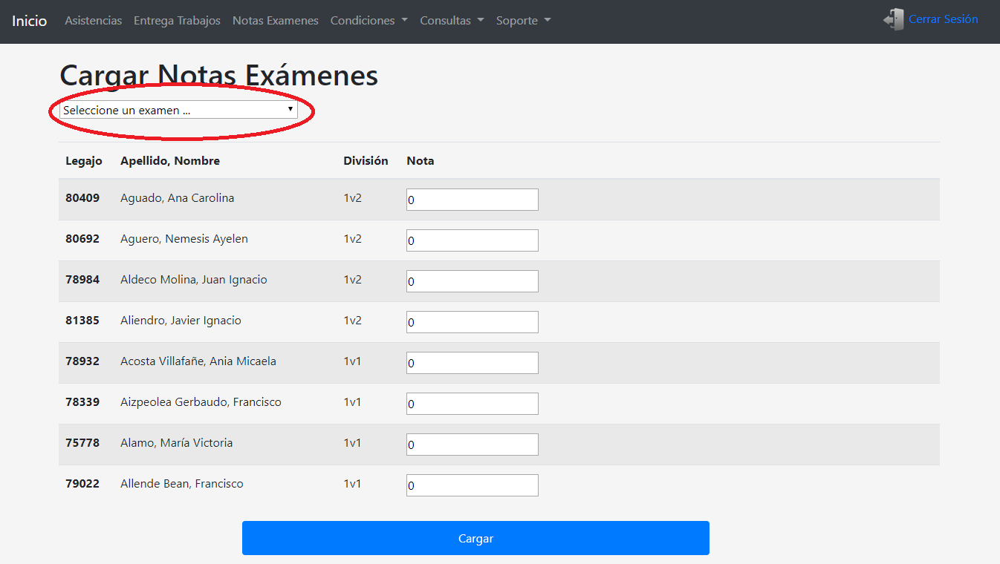 Inicio Asistencias Entrega Trabajos Notas Examenes Condiciones Consultas Soporte Cerrar Sesión
Cargar Notas Exámenes
Seleccione un examen ...
Legajo Apellido, Nombre División Nota
80409 Aguado, Ana Carolina 1v2 0
80692 Aguero, Nemesis Ayelen 1v2 0
78984 Aldeco Molina, Juan Ignacio 1v2 0
81385 Aliendro, Javier Ignacio 1v2 0
78932 Acosta Villafañe, Ania Micaela 1v1 0
78339 Aizpeolea Gerbaudo, Francisco 1v1 0
75778 Alamo, María Victoria 1v1 0
79022 Allende Bean, Francisco 1v1 0
Cargar